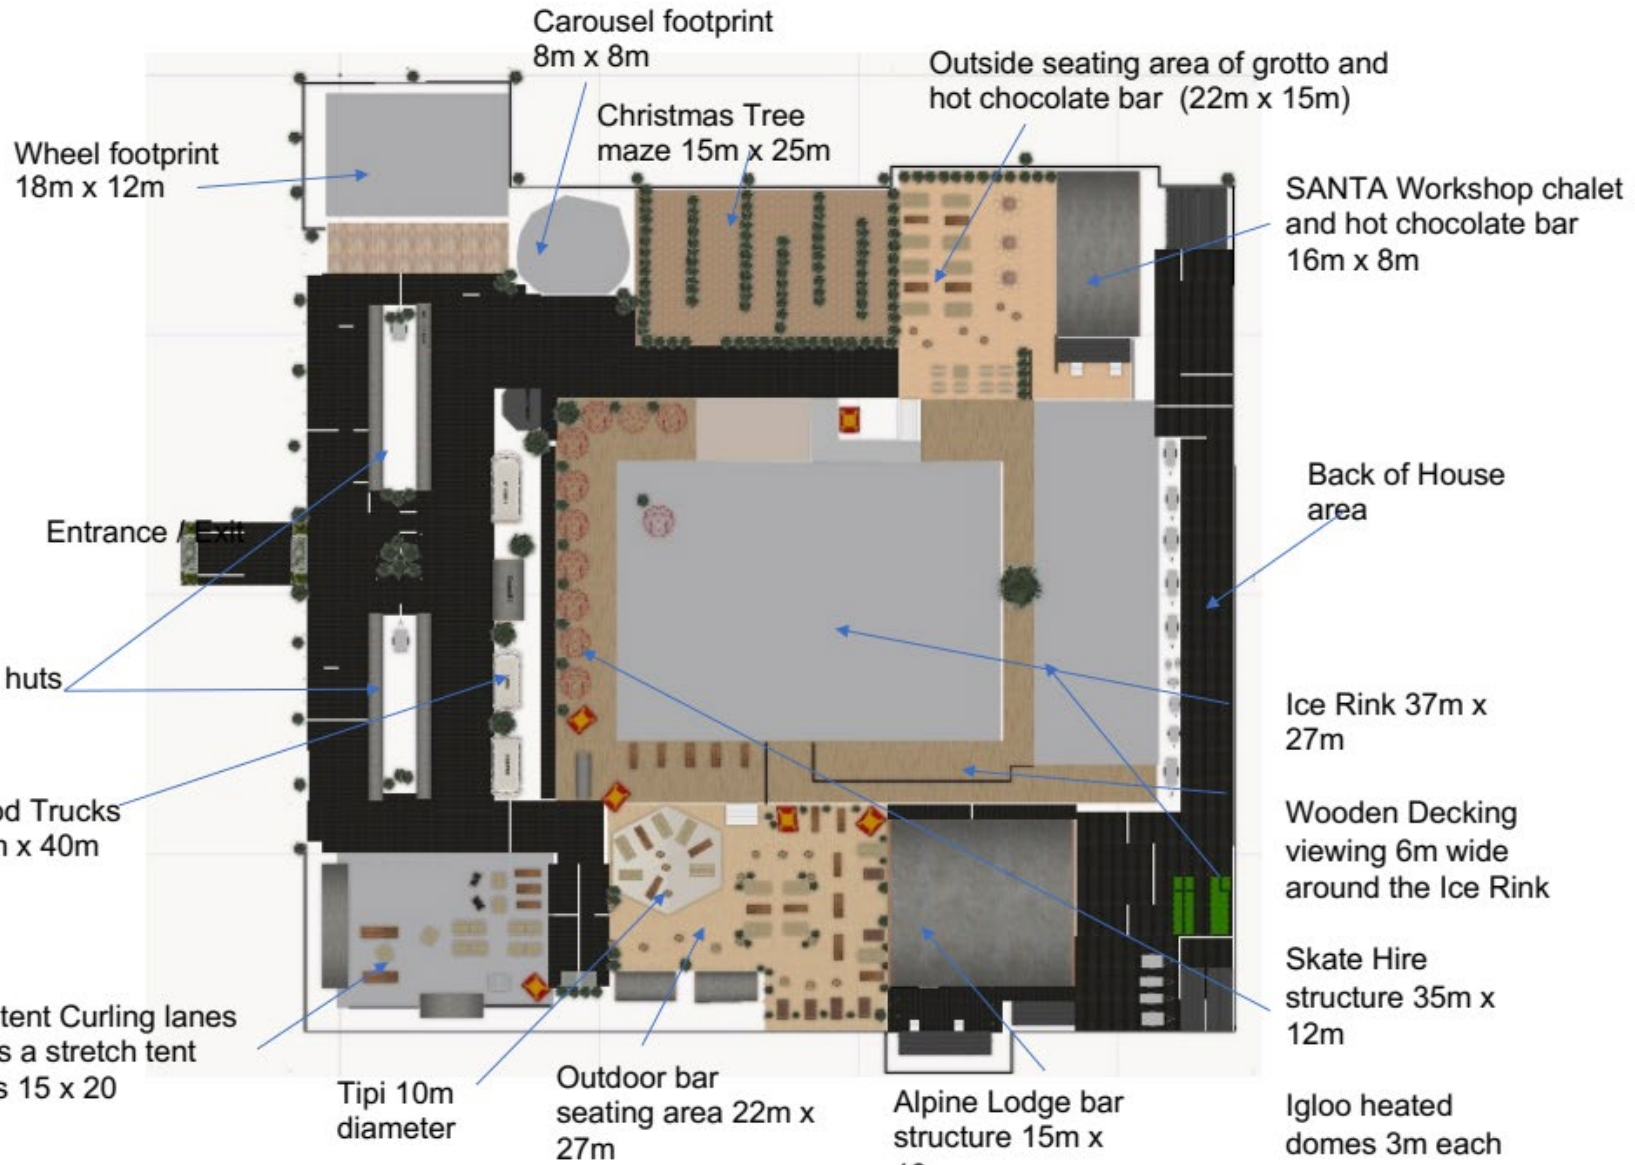 Carousel footprint
8m x 8m
Outside seating area of grotto and
hot chocolate bar (22m x 15m)
Christmas Tree
maze 15m x 25m
Wheel footprint
18m x 12m
SANTA Workshop chalet
and hot chocolate bar
16m x 8m
Back of House
area
Entrance / Exit
huts
Ice Rink 37m x
27m
Trucks
x 40m
Wooden Decking
viewing 6m wide
around the Ice Rink
Skate Hire
structure 35m x
12m
tent Curling lanes
a stretch tent
15 x 20
Tipi 10m
diameter
Outdoor bar
seating area 22m x
27m
Alpine Lodge bar
structure 15m x
Igloo heated
domes 3m each